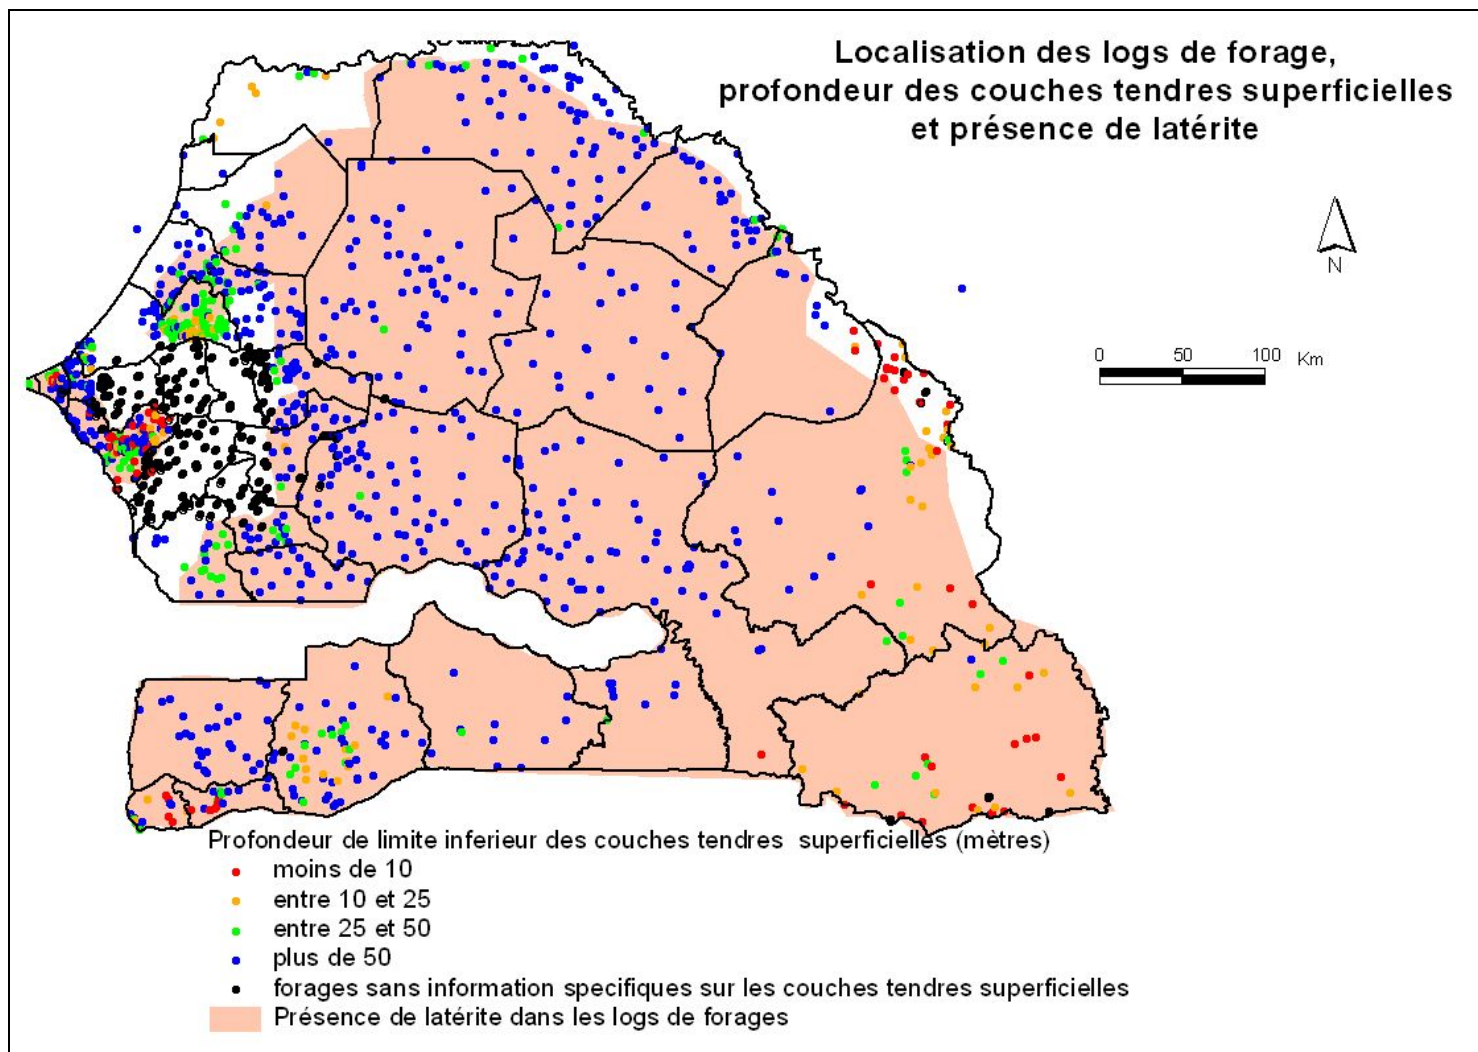 Localisation des logs de forage,
profondeur des couches tendres superficielles
et présence de latérite
N
0 50 100 Km
Profondeur de limite inferieur des couches tendres superficielles (mètres)
moins de 10
entre 10 et 25
entre 25 et 50
plus de 50
forages sans information specifiques sur les couches tendres superficielles
Présence de latérite dans les logs de forages